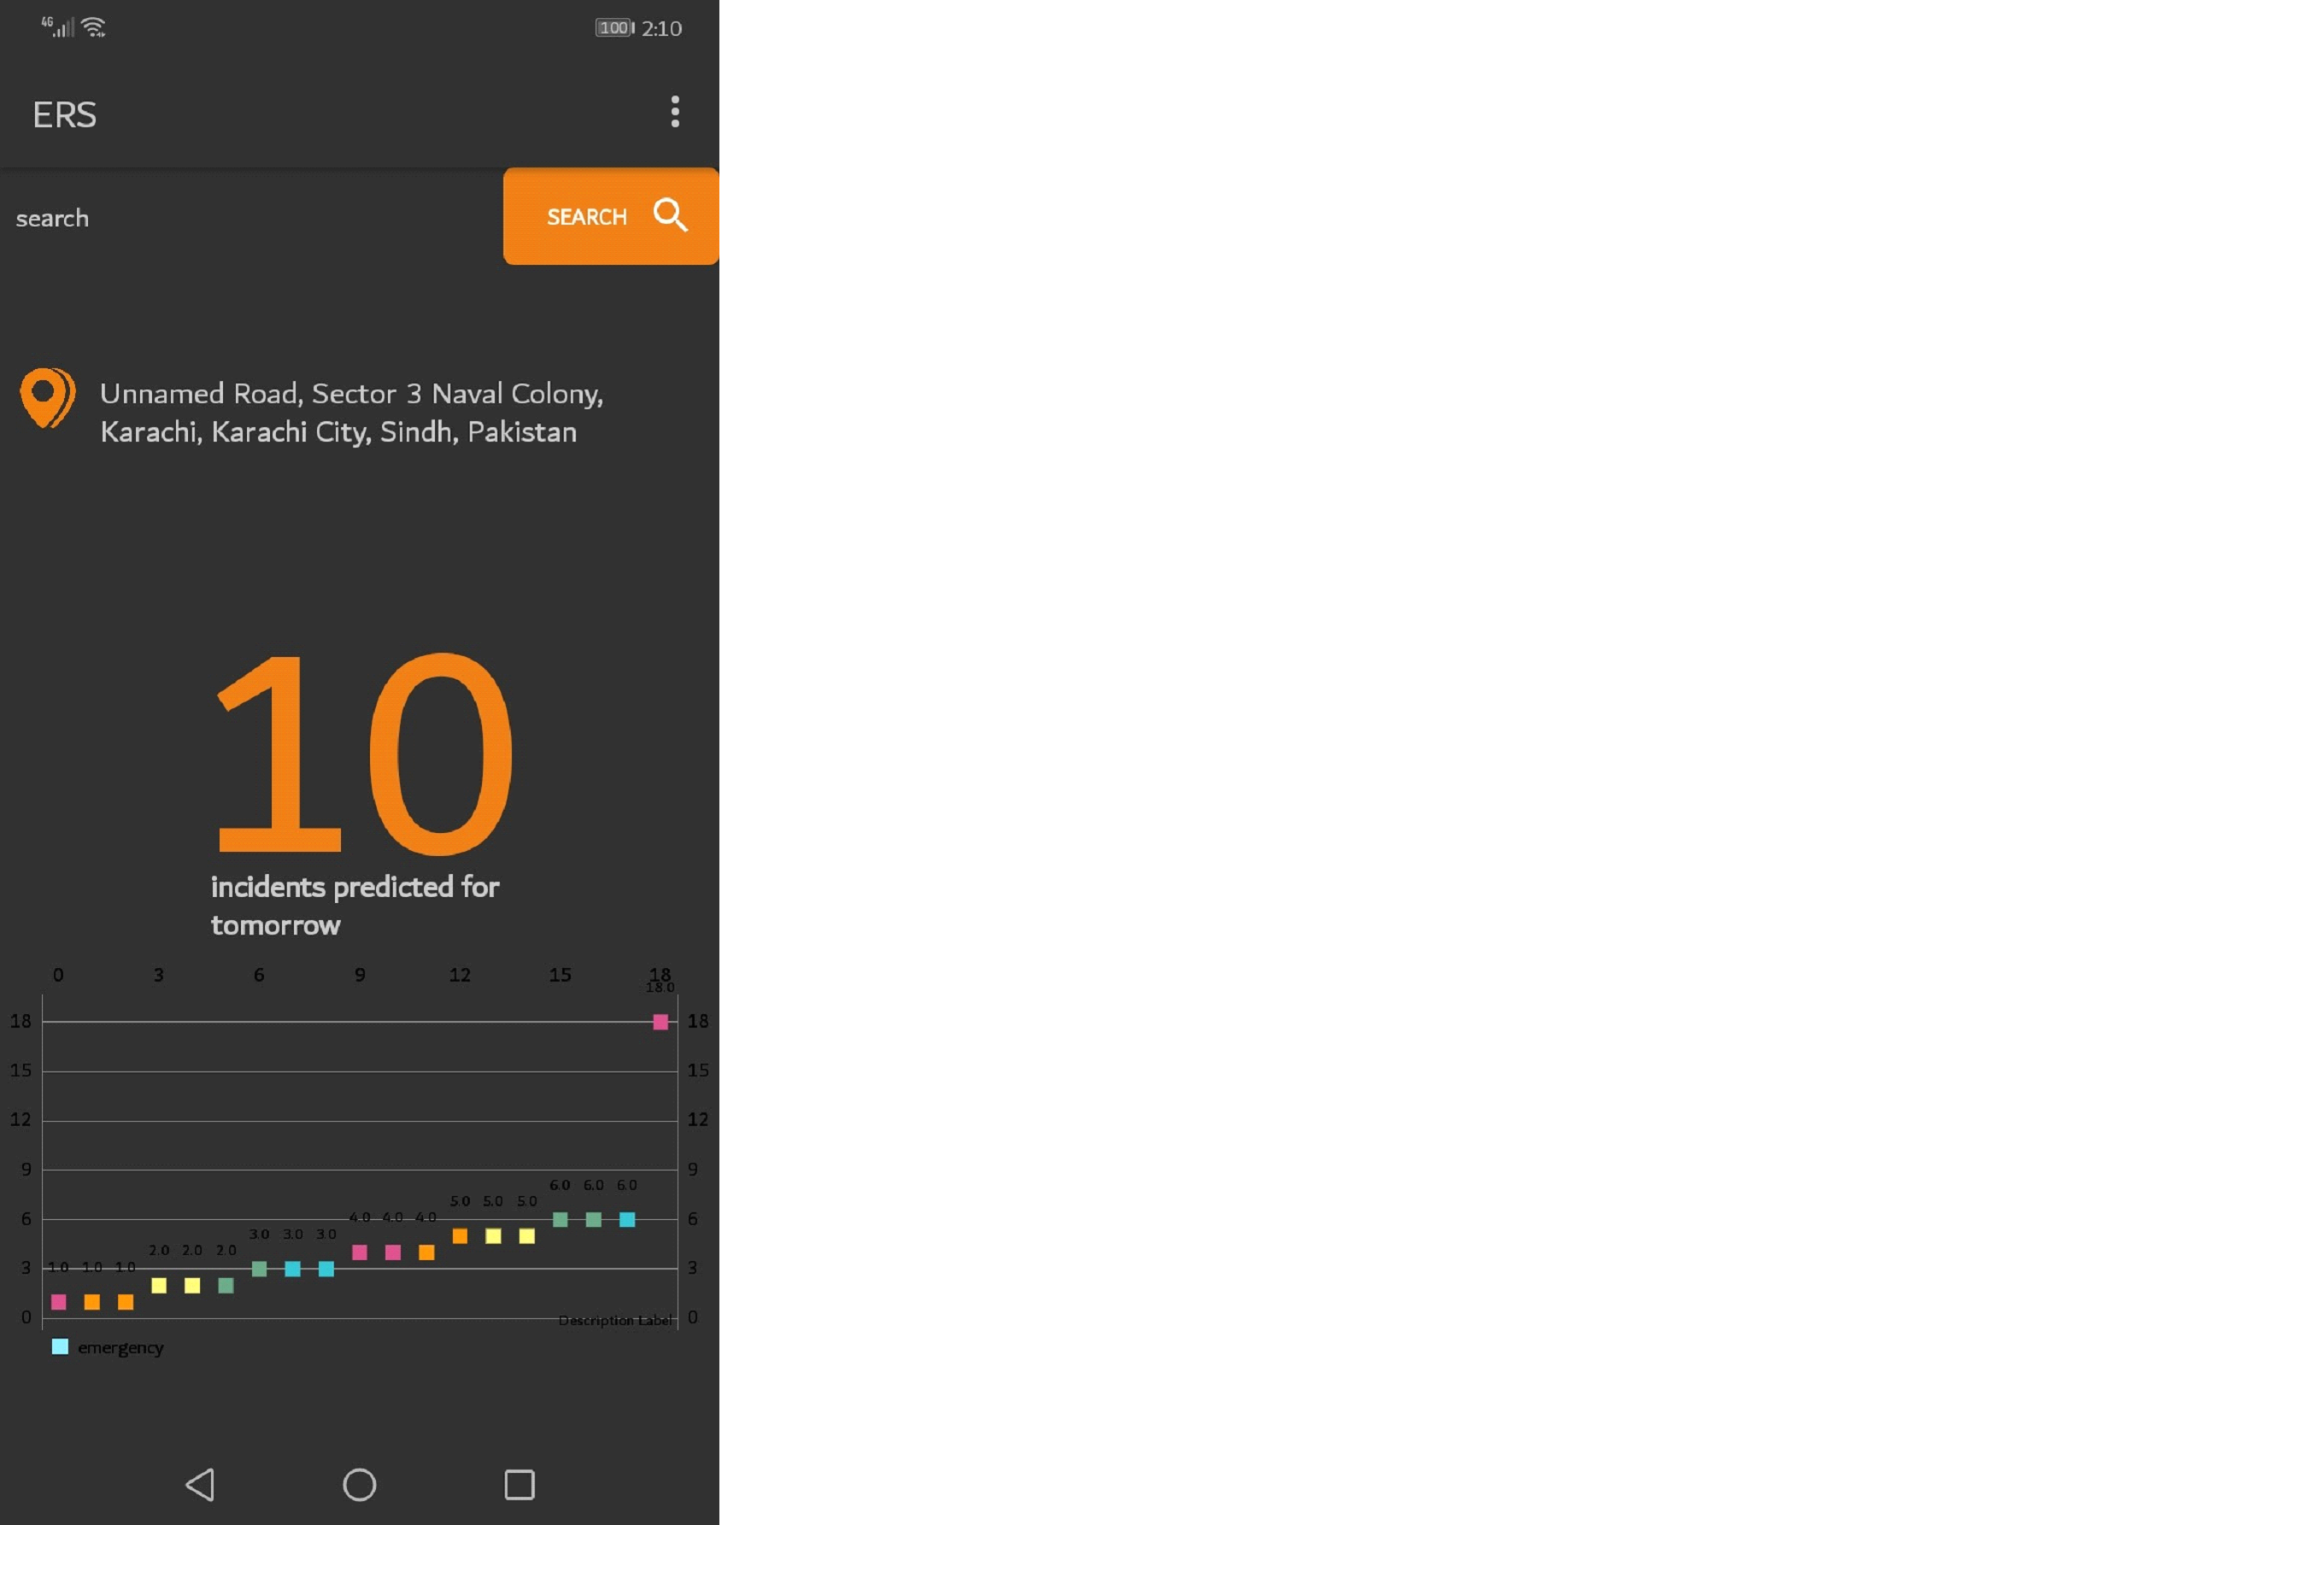 4G 100 2:10
ERS
search SEARCH
Unnamed Road, Sector 3 Naval Colony,
Karachi, Karachi City, Sindh, Pakistan
10
incidents predicted for
tomorrow
0 3 6 9 12 15 18
18.0
18 18
15 15
12 12
9 9
6.0 6.0 6.0
5.0 5.0 5.0
6 4.0 4.0 4.0 6
3.0 3.0 3.0
2.0 2.0 2.0
3 1.0 1.0 1.0 3
0 Description Label 0
emergency